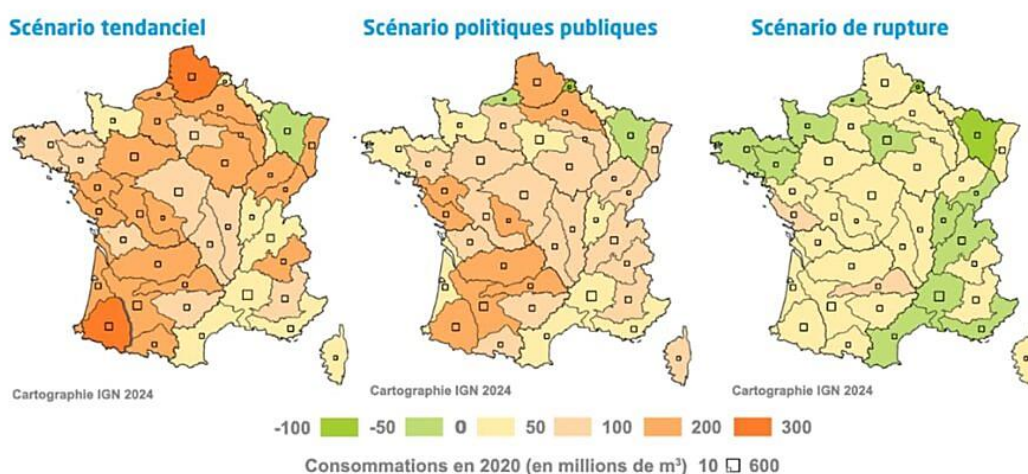 Scénario tendanciel
Scénario politiques publiques
Scénario de rupture
Cartographie IGN 2024
Cartographie IGN 2024
Cartographie IGN 2024
-100 -50 0 50 100 200 300
Consommations en 2020 (en millions de m³) 10 600